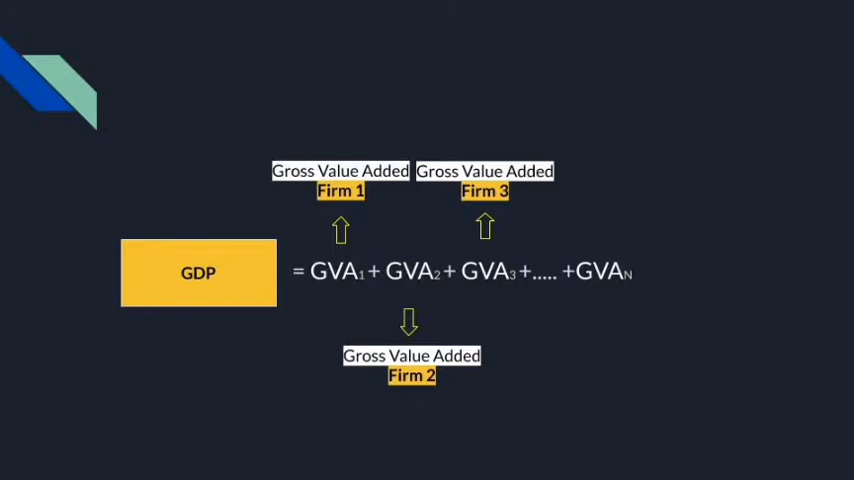 Gross Value Added Gross Value Added
Firm 1 Firm 3
GDP = GVA1 + GVA2 + GVA3 +..... +GVAN
Gross Value Added
Firm 2